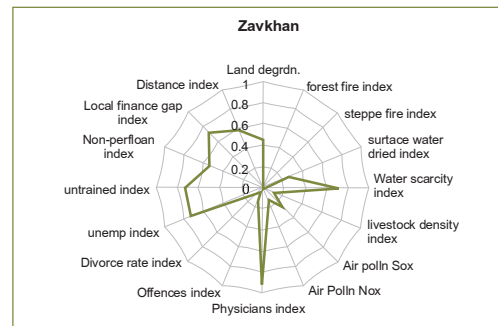 Zavkhan
Land degrdn.
forest fire index
steppe fire index
surtace water
dried index
Water scarcity
index
livestock density
index
Air polln Sox
Air Polln Nox
Physicians index
Offences index
Divorce rate index
unemp index
untrained index
Non-perfloan
index
Local finance gap
index
Distance index
1
0.8
0.6
0.4
0.2
0